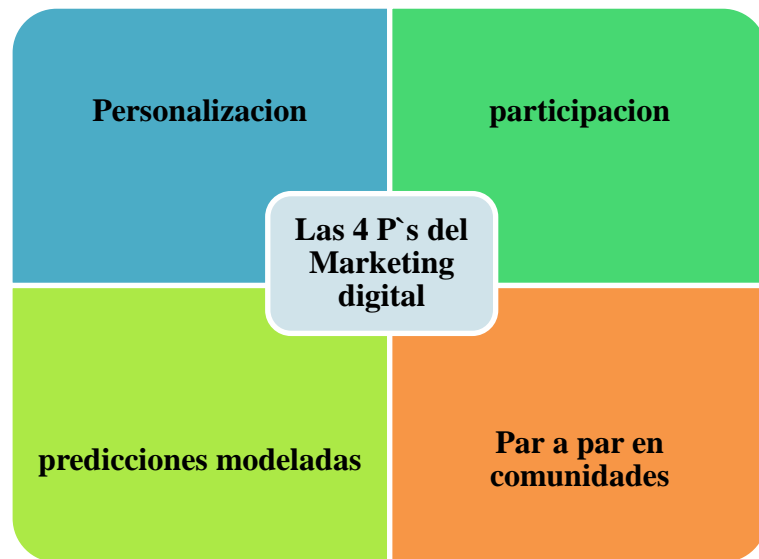 Personalizacion
participacion
Las 4 P`s del
Marketing
digital
predicciones modeladas
Par a par en
comunidades